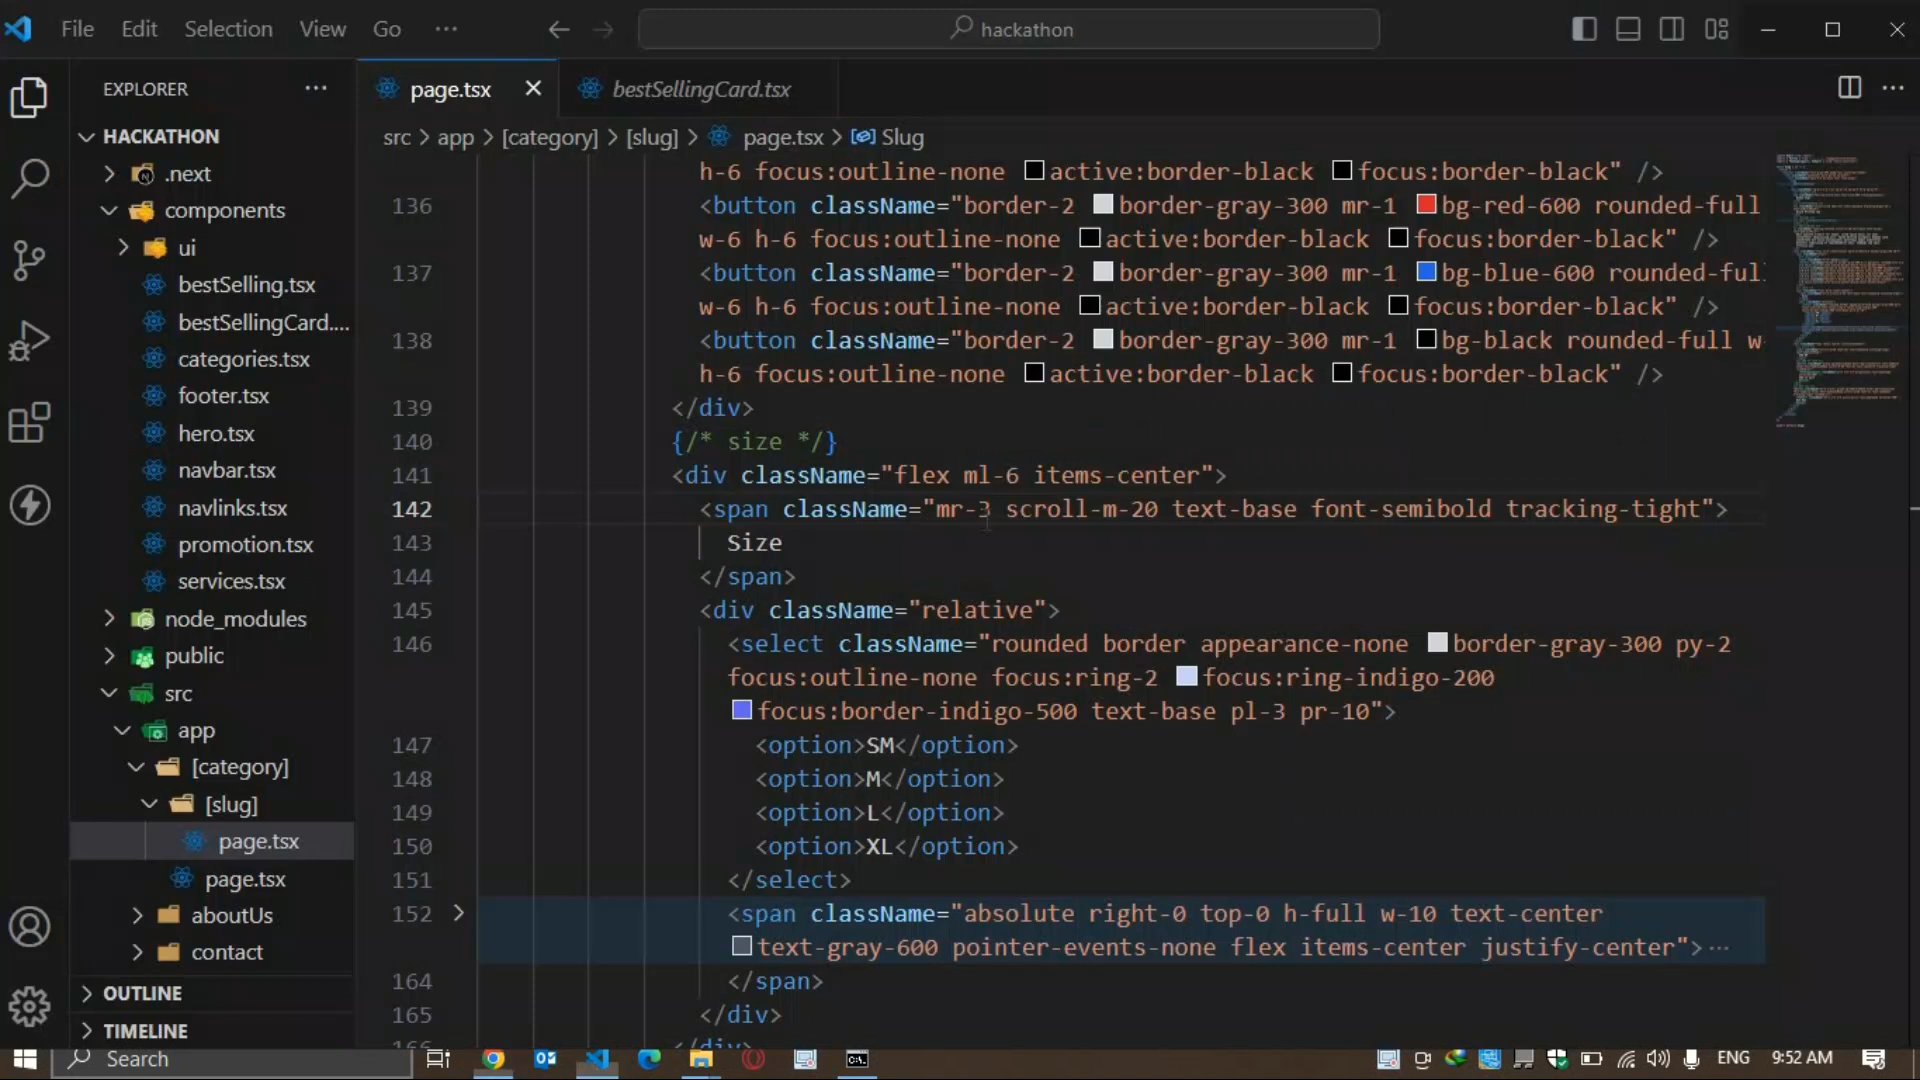 File Edit Selection View Go ··· hackathon
EXPLORER ···
HACKATHON
.next
components
ui
bestSelling.tsx
bestSellingCard....
categories.tsx
footer.tsx
hero.tsx
navbar.tsx
navlinks.tsx
promotion.tsx
services.tsx
node_modules
public
src
app
[category]
[slug]
page.tsx
page.tsx
aboutUs
contact
OUTLINE
TIMELINE
page.tsx bestSellingCard.tsx
src > app > [category] > [slug] > page.tsx > Slug
h-6 focus:outline-none active:border-black focus:border-black" />
136 <button className="border-2 border-gray-300 mr-1 bg-red-600 rounded-full
w-6 h-6 focus:outline-none active:border-black focus:border-black" />
137 <button className="border-2 border-gray-300 mr-1 bg-blue-600 rounded-full
w-6 h-6 focus:outline-none active:border-black focus:border-black" />
138 <button className="border-2 border-gray-300 mr-1 bg-black rounded-full w-
h-6 focus:outline-none active:border-black focus:border-black" />
139 </div>
140 {/* size */}
141 <div className="flex ml-6 items-center">
142 <span className="mr-3 scroll-m-20 text-base font-semibold tracking-tight">
143 Size
144 </span>
145 <div className="relative">
146 <select className="rounded border appearance-none border-gray-300 py-2
focus:outline-none focus:ring-2 focus:ring-indigo-200
focus:border-indigo-500 text-base pl-3 pr-10">
147 <option>SM</option>
148 <option>M</option>
149 <option>L</option>
150 <option>XL</option>
151 </select>
152 <span className="absolute right-0 top-0 h-full w-10 text-center
text-gray-600 pointer-events-none flex items-center justify-center">···
164 </span>
165 </div>
166 </div>
Search ENG 9:52 AM